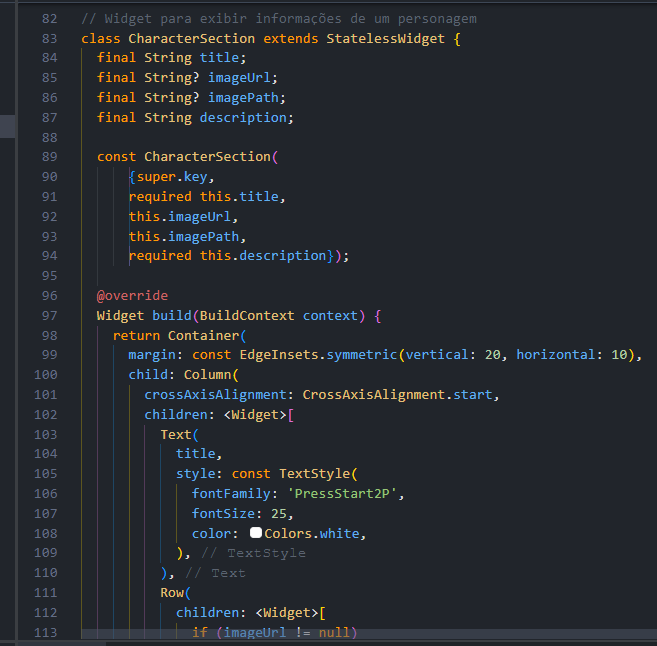 82 // Widget para exibir informações de um personagem
83 class CharacterSection extends StatelessWidget {
84   final String title;
85   final String? imageUrl;
86   final String? imagePath;
87   final String description;
88
89   const CharacterSection(
90       {super.key,
91       required this.title,
92       this.imageUrl,
93       this.imagePath,
94       required this.description});
95
96   @override
97   Widget build(BuildContext context) {
98     return Container(
99       margin: const EdgeInsets.symmetric(vertical: 20, horizontal: 10),
100       child: Column(
101         crossAxisAlignment: CrossAxisAlignment.start,
102         children: <Widget>[
103           Text(
104             title,
105             style: const TextStyle(
106               fontFamily: 'PressStart2P',
107               fontSize: 25,
108               color: Colors.white,
109             ), // TextStyle
110           ), // Text
111           Row(
112             children: <Widget>[
113               if (imageUrl != null)